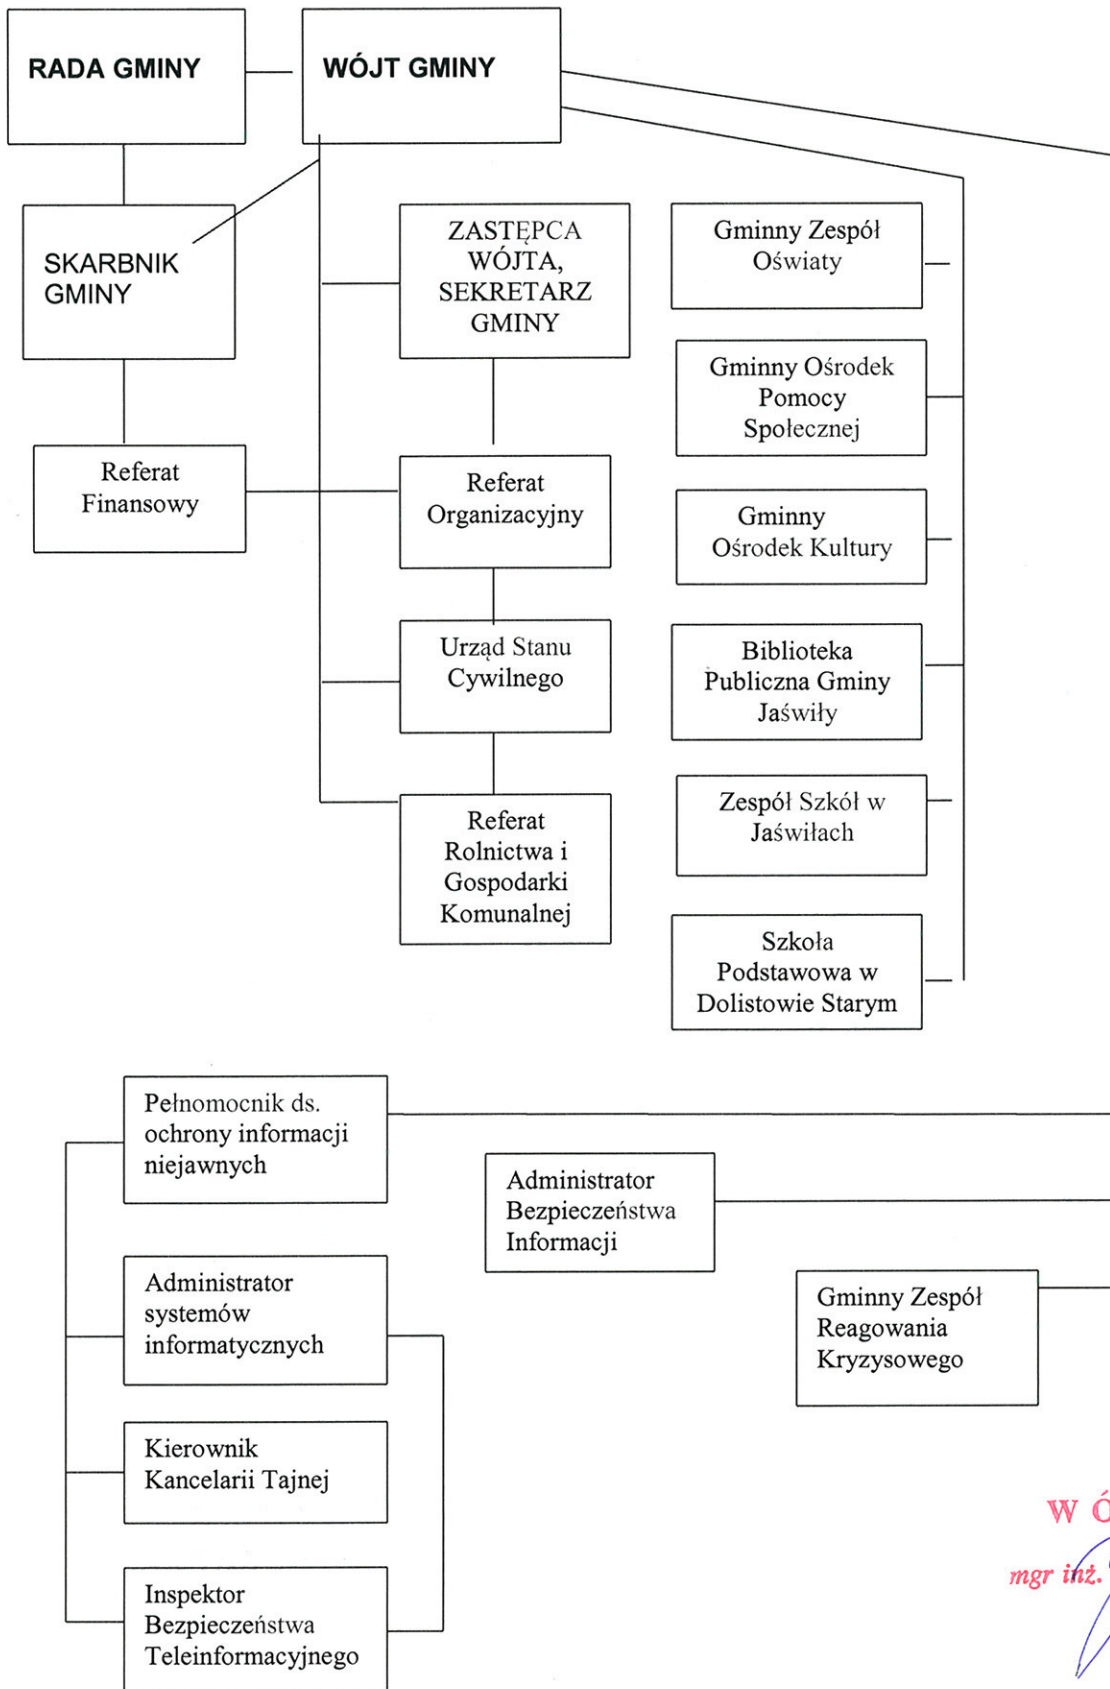 RADA GMINY
WÓJT GMINY
SKARBNIK
GMINY
ZASTĘPCA
WÓJTA,
SEKRETARZ
GMINY
Gminny Zespół
Oświaty
Gminny Ośrodek
Pomocy
Społecznej
Referat
Finansowy
Referat
Organizacyjny
Gminny
Ośrodek Kultury
Urząd Stanu
Cywilnego
Biblioteka
Publiczna Gminy
Jaświły
Referat
Rolnictwa i
Gospodarki
Komunalnej
Zespół Szkół w
Jaświłach
Szkoła
Podstawowa w
Dolistowie Starym
Pełnomocnik ds.
ochrony informacji
niejawnych
Administrator
Bezpieczeństwa
Informacji
Administrator
systemów
informatycznych
Gminny Zespół
Reagowania
Kryzysowego
Kierownik
Kancelarii Tajnej
Inspektor
Bezpieczeństwa
Teleinformacyjnego
W Ó
mgr inż.